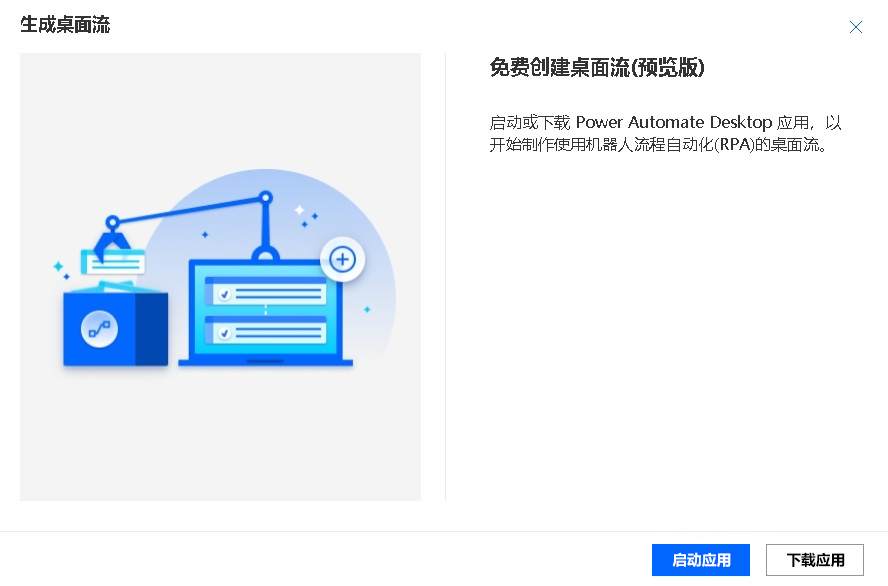 生成桌面流
免费创建桌面流(预览版)
启动或下载 Power Automate Desktop 应用，以
开始制作使用机器人流程自动化(RPA)的桌面流。
启动应用
下载应用